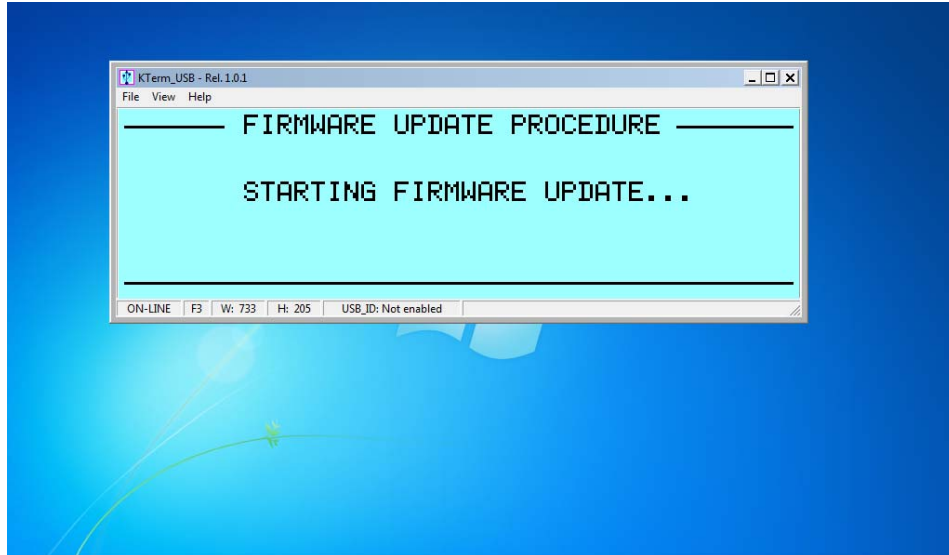 KTerm_USB - Rel. 1.0.1
File View Help
FIRMWARE UPDATE PROCEDURE
STARTING FIRMWARE UPDATE...
ON-LINE F3 W: 733 H: 205 USB_ID: Not enabled